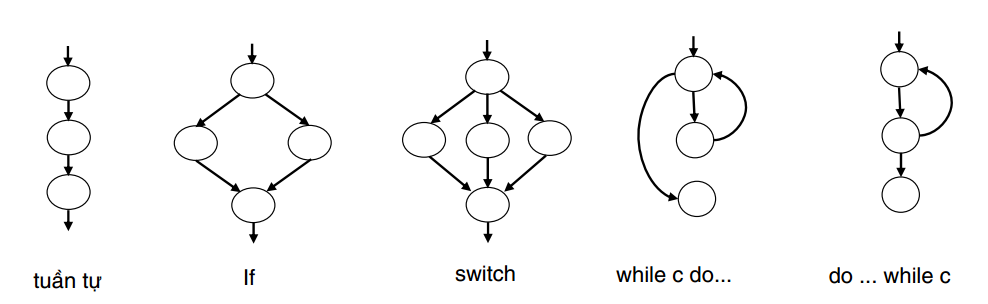 tuần tự
If
switch
while c do...
do ... while c